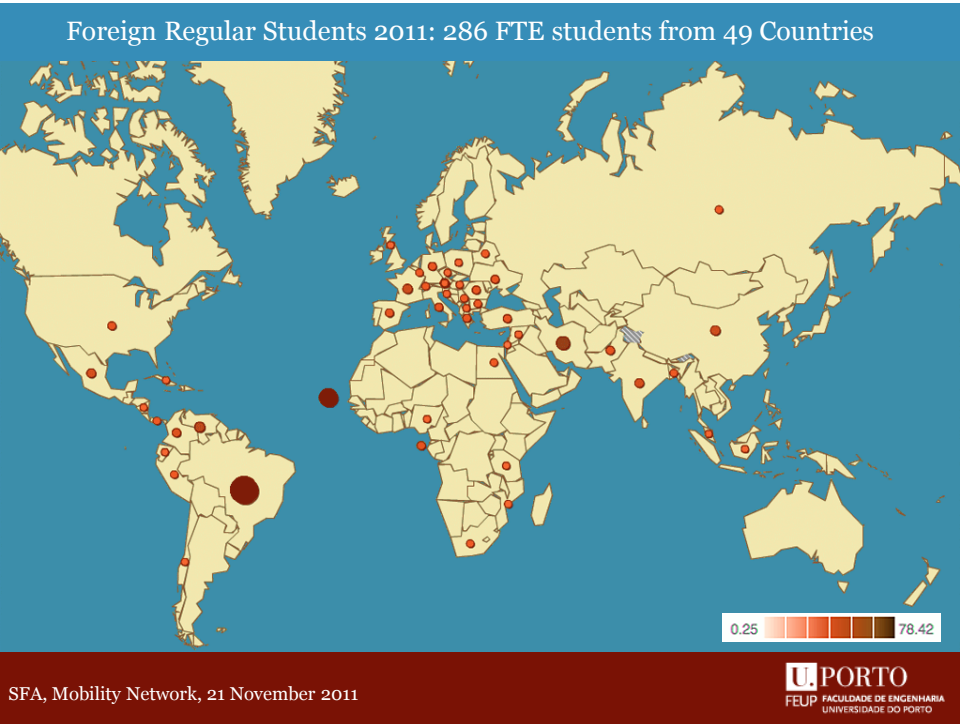 Foreign Regular Students 2011: 286 FTE students from 49 Countries
0.25
78.42
SFA, Mobility Network, 21 November 2011
U.PORTO
FEUP FACULDADE DE ENGENHARIA
UNIVERSIDADE DO PORTO